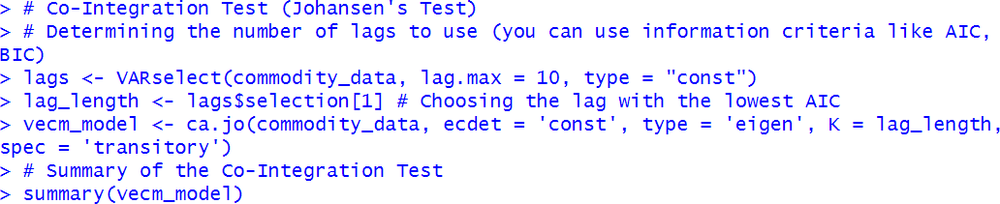 > # Co-Integration Test (Johansen's Test)
> # Determining the number of lags to use (you can use information criteria like AIC,
BIC)
> lags <- VARselect(commodity_data, lag.max = 10, type = "const")
> lag_length <- lags$selection[1] # Choosing the lag with the lowest AIC
> vecm_model <- ca.jo(commodity_data, ecdet = 'const', type = 'eigen', K = lag_length,
spec = 'transitory')
> # Summary of the Co-Integration Test
> summary(vecm_model)